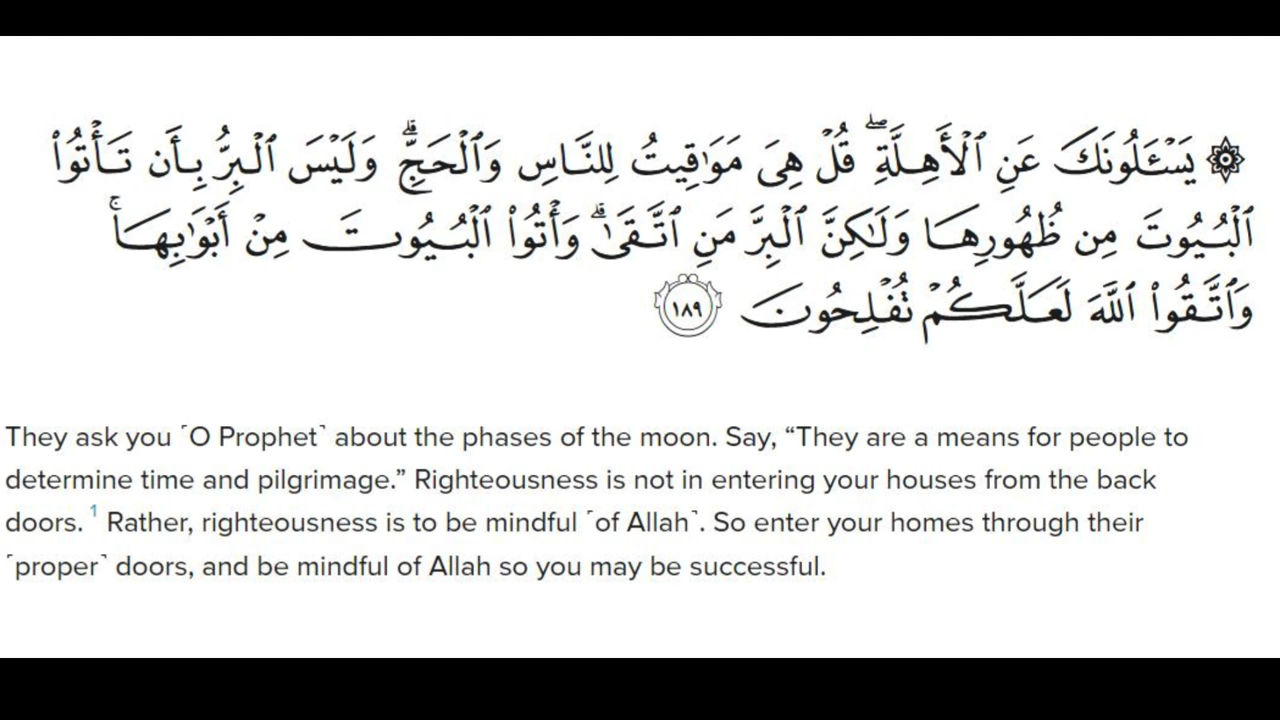 ۞ يَسْـَٔلُونَكَ عَنِ ٱلْأَهِلَّةِ ۖ قُلْ هِىَ مَوَٰقِيتُ لِلنَّاسِ وَٱلْحَجِّ ۗ وَلَيْسَ ٱلْبِرُّ بِأَن تَأْتُوا۟
ٱلْبُيُوتَ مِن ظُهُورِهَا وَلَـٰكِنَّ ٱلْبِرَّ مَنِ ٱتَّقَىٰ ۗ وَأْتُوا۟ ٱلْبُيُوتَ مِنْ أَبْوَٰبِهَا ۚ
وَٱتَّقُوا۟ ٱللَّهَ لَعَلَّكُمْ تُفْلِحُونَ ١٨٩
They ask you ˹O Prophet˺ about the phases of the moon. Say, “They are a means for people to
determine time and pilgrimage.” Righteousness is not in entering your houses from the back
doors. 1 Rather, righteousness is to be mindful ˹of Allah˺. So enter your homes through their
˹proper˺ doors, and be mindful of Allah so you may be successful.